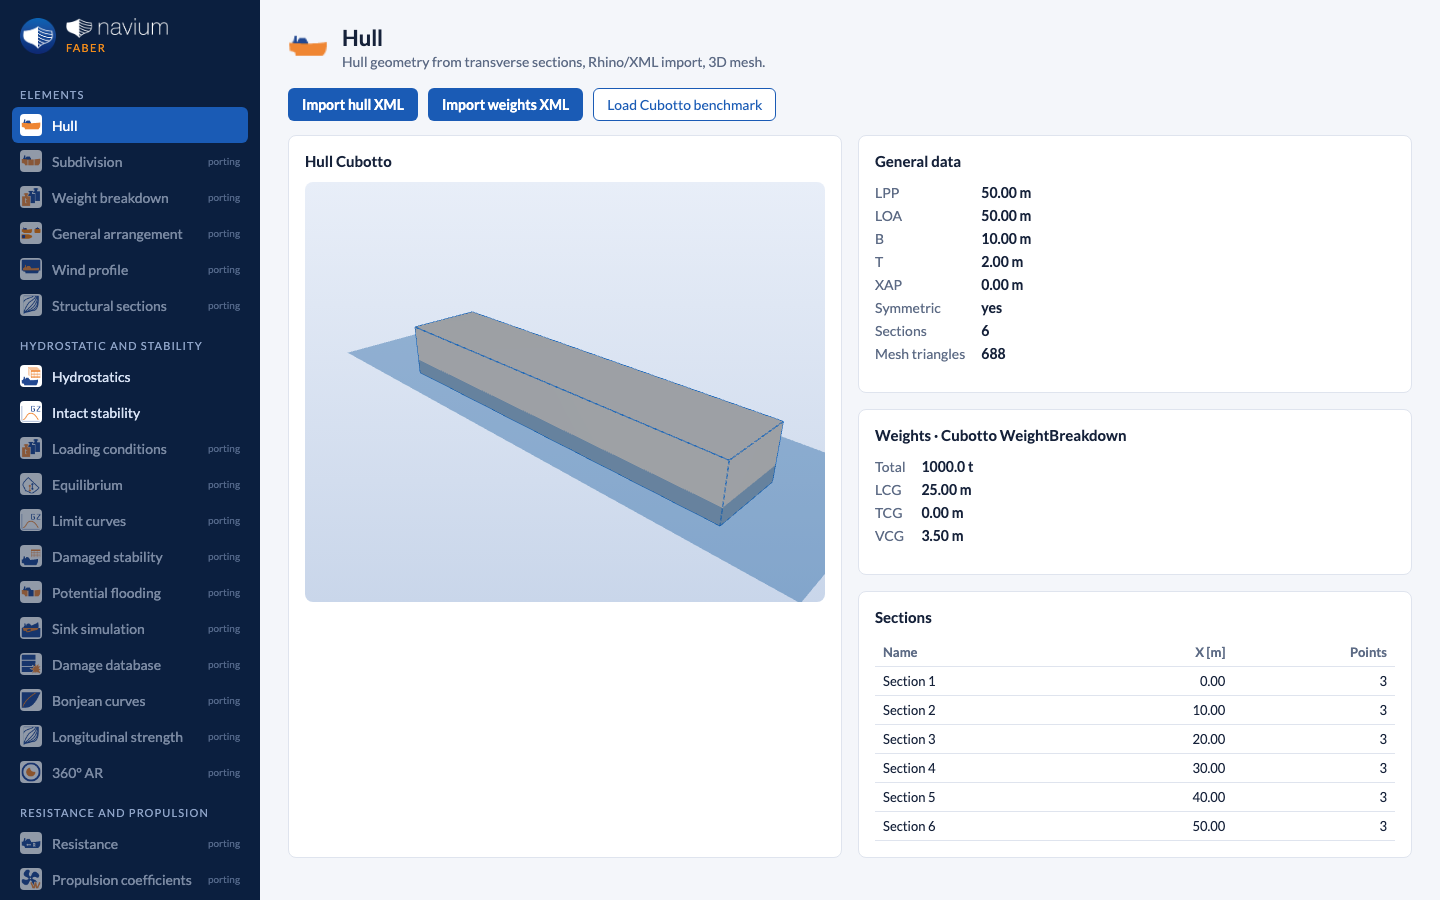 navium
FABER
ELEMENTS
Hull
Subdivision porting
Weight breakdown porting
General arrangement porting
Wind profile porting
Structural sections porting
HYDROSTATIC AND STABILITY
Hydrostatics
Intact stability
Loading conditions porting
Equilibrium porting
Limit curves porting
Damaged stability porting
Potential flooding porting
Sink simulation porting
Damage database porting
Bonjean curves porting
Longitudinal strength porting
360° AR porting
RESISTANCE AND PROPULSION
Resistance porting
Propulsion coefficients porting
Hull
Hull geometry from transverse sections, Rhino/XML import, 3D mesh.
Import hull XML Import weights XML Load Cubotto benchmark
Hull Cubotto
General data
LPP 50.00 m
LOA 50.00 m
B 10.00 m
T 2.00 m
XAP 0.00 m
Symmetric yes
Sections 6
Mesh triangles 688
Weights · Cubotto WeightBreakdown
Total 1000.0 t
LCG 25.00 m
TCG 0.00 m
VCG 3.50 m
Sections
Name X [m] Points
Section 1 0.00 3
Section 2 10.00 3
Section 3 20.00 3
Section 4 30.00 3
Section 5 40.00 3
Section 6 50.00 3